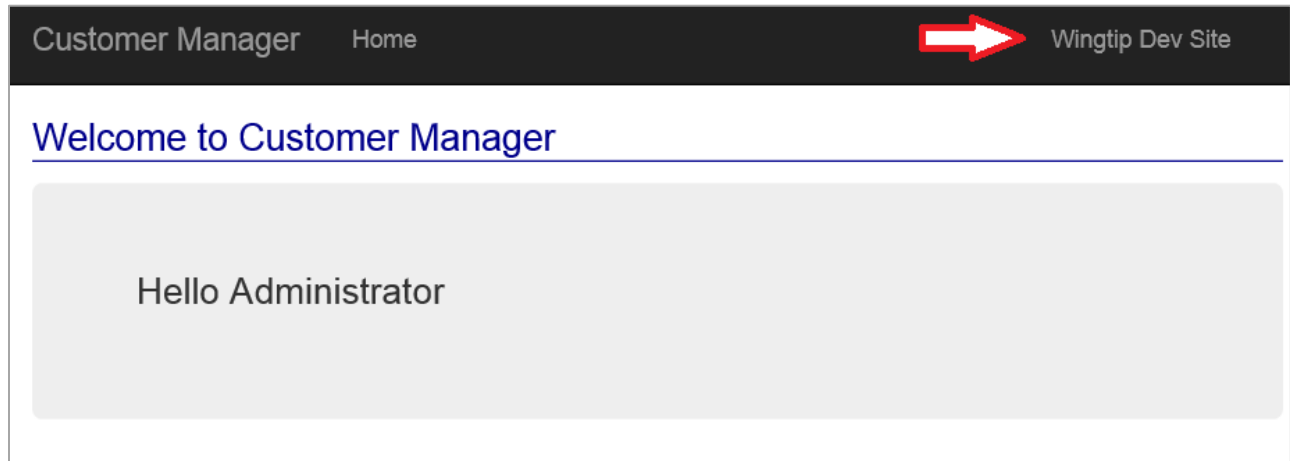 Customer Manager Home Wingtip Dev Site
Welcome to Customer Manager
Hello Administrator